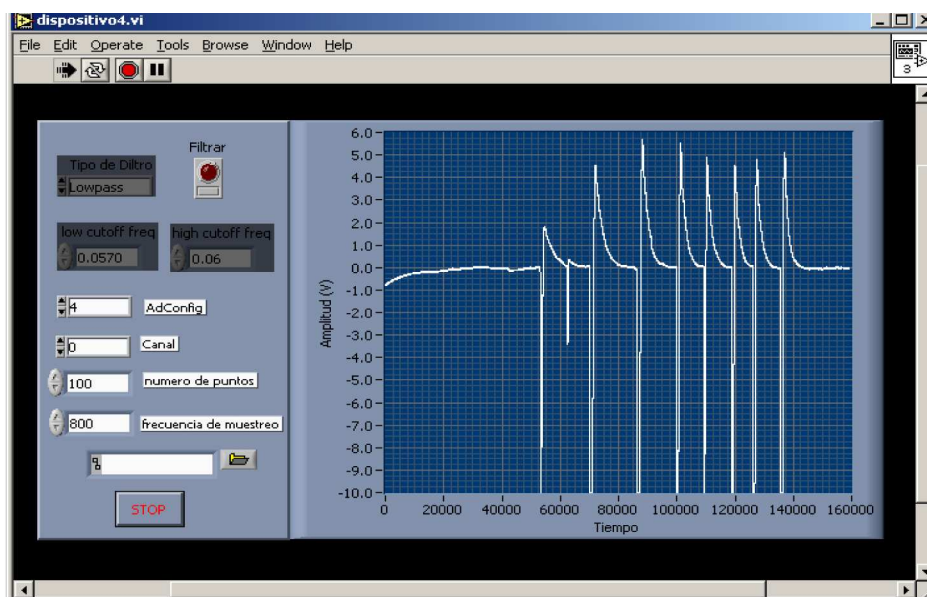 dispositivo4.vi
File Edit Operate Tools Browse Window Help
3
Filtrar
Tipo de Diltro
Lowpass
low cutoff freq
high cutoff freq
0.0570
0.06
4
AdConfig
0
Canal
100
numero de puntos
800
frecuencia de muestreo
STOP
Amplitud (V)
6.0
5.0
4.0
3.0
2.0
1.0
0.0
-1.0
-2.0
-3.0
-4.0
-5.0
-6.0
-7.0
-8.0
-9.0
-10.0
0 20000 40000 60000 80000 100000 120000 140000 160000
Tiempo